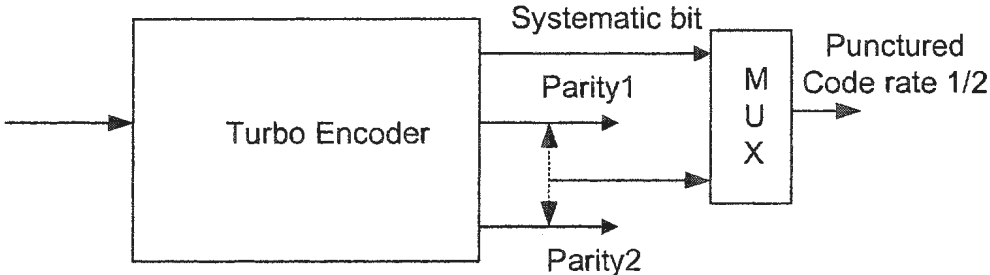 Systematic bit
Punctured
Code rate 1/2
Parity1
M
U
X
Turbo Encoder
Parity2